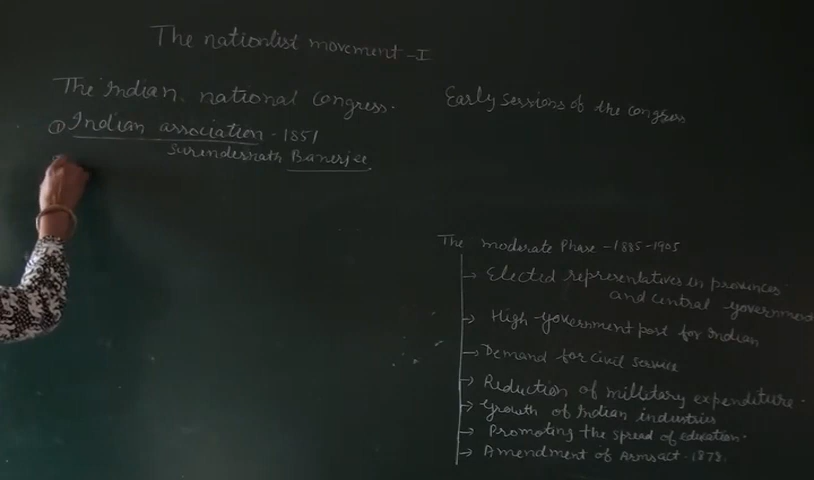 The nationlist movement -I
The Indian national Congress.
① Indian association - 1851
Surendernath Banerjee
Early sessions of the congress
The moderate Phase - 1885-1905
→ Elected representatives in provinces
and central government
→ High Government post for Indian
→ Demand for civil service
→ Reduction of millitary expenditure.
→ Growth of Indian industries
→ Promoting the spread of education.
→ Amendment of Arms act - 1878.